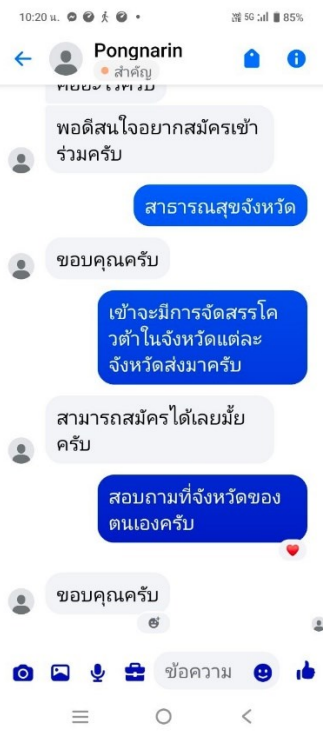 10:20 น.
5G
85%
Pongnarin
สำคัญ
พอดีสนใจอยากสมัครเข้า
ร่วมครับ
สาธารณสุขจังหวัด
ขอบคุณครับ
เข้าจะมีการจัดสรรโค
วต้าในจังหวัดแต่ละ
จังหวัดส่งมาครับ
สามารถสมัครได้เลยมั้ย
ครับ
สอบถามที่จังหวัดของ
ตนเองครับ
ขอบคุณครับ
ข้อความ